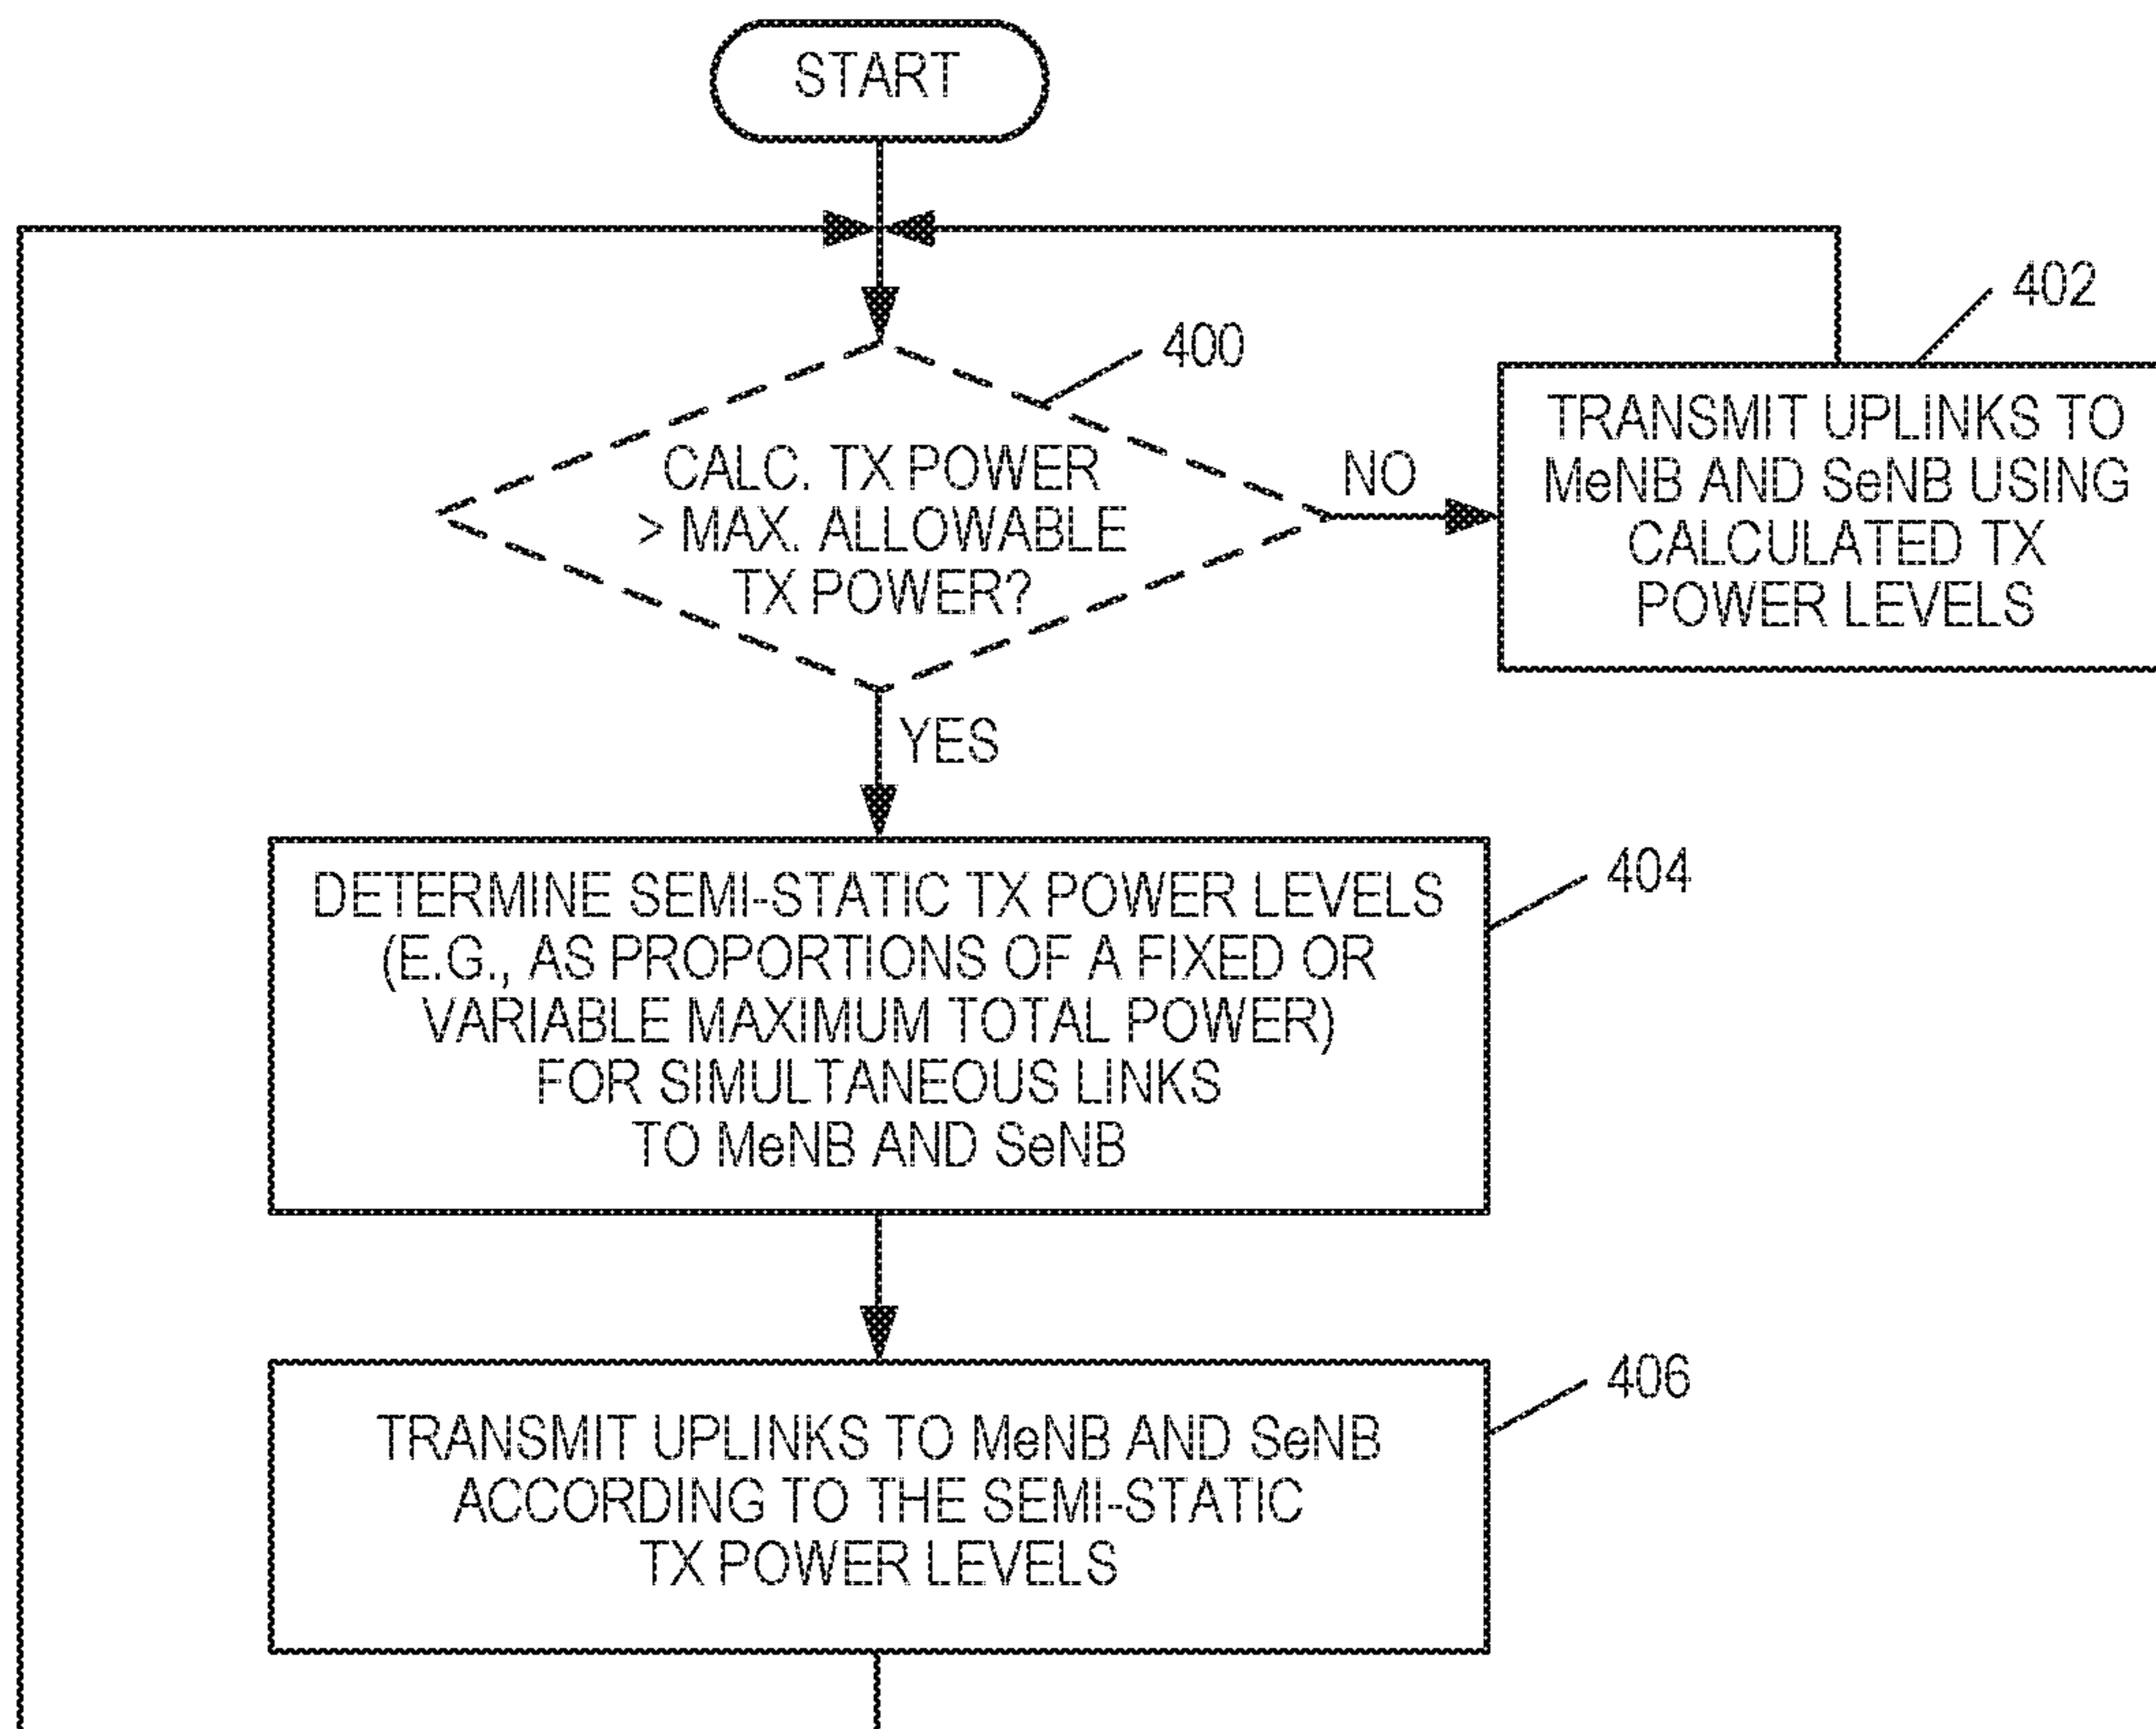 START
400
CALC. TX POWER
> MAX. ALLOWABLE
TX POWER?
NO
402
TRANSMIT UPLINKS TO
MeNB AND SeNB USING
CALCULATED TX
POWER LEVELS
YES
404
DETERMINE SEMI-STATIC TX POWER LEVELS
(E.G., AS PROPORTIONS OF A FIXED OR
VARIABLE MAXIMUM TOTAL POWER)
FOR SIMULTANEOUS LINKS
TO MeNB AND SeNB
406
TRANSMIT UPLINKS TO MeNB AND SeNB
ACCORDING TO THE SEMI-STATIC
TX POWER LEVELS